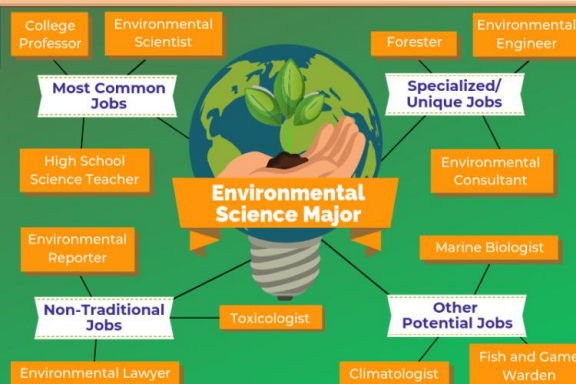 College
Professor
Environmental
Scientist
Forester
Environmental
Engineer
Most Common
Jobs
Specialized/
Unique Jobs
High School
Science Teacher
Environmental
Consultant
Environmental
Science Major
Environmental
Reporter
Marine Biologist
Non-Traditional
Jobs
Toxicologist
Other
Potential Jobs
Environmental Lawyer
Climatologist
Fish and Game
Warden